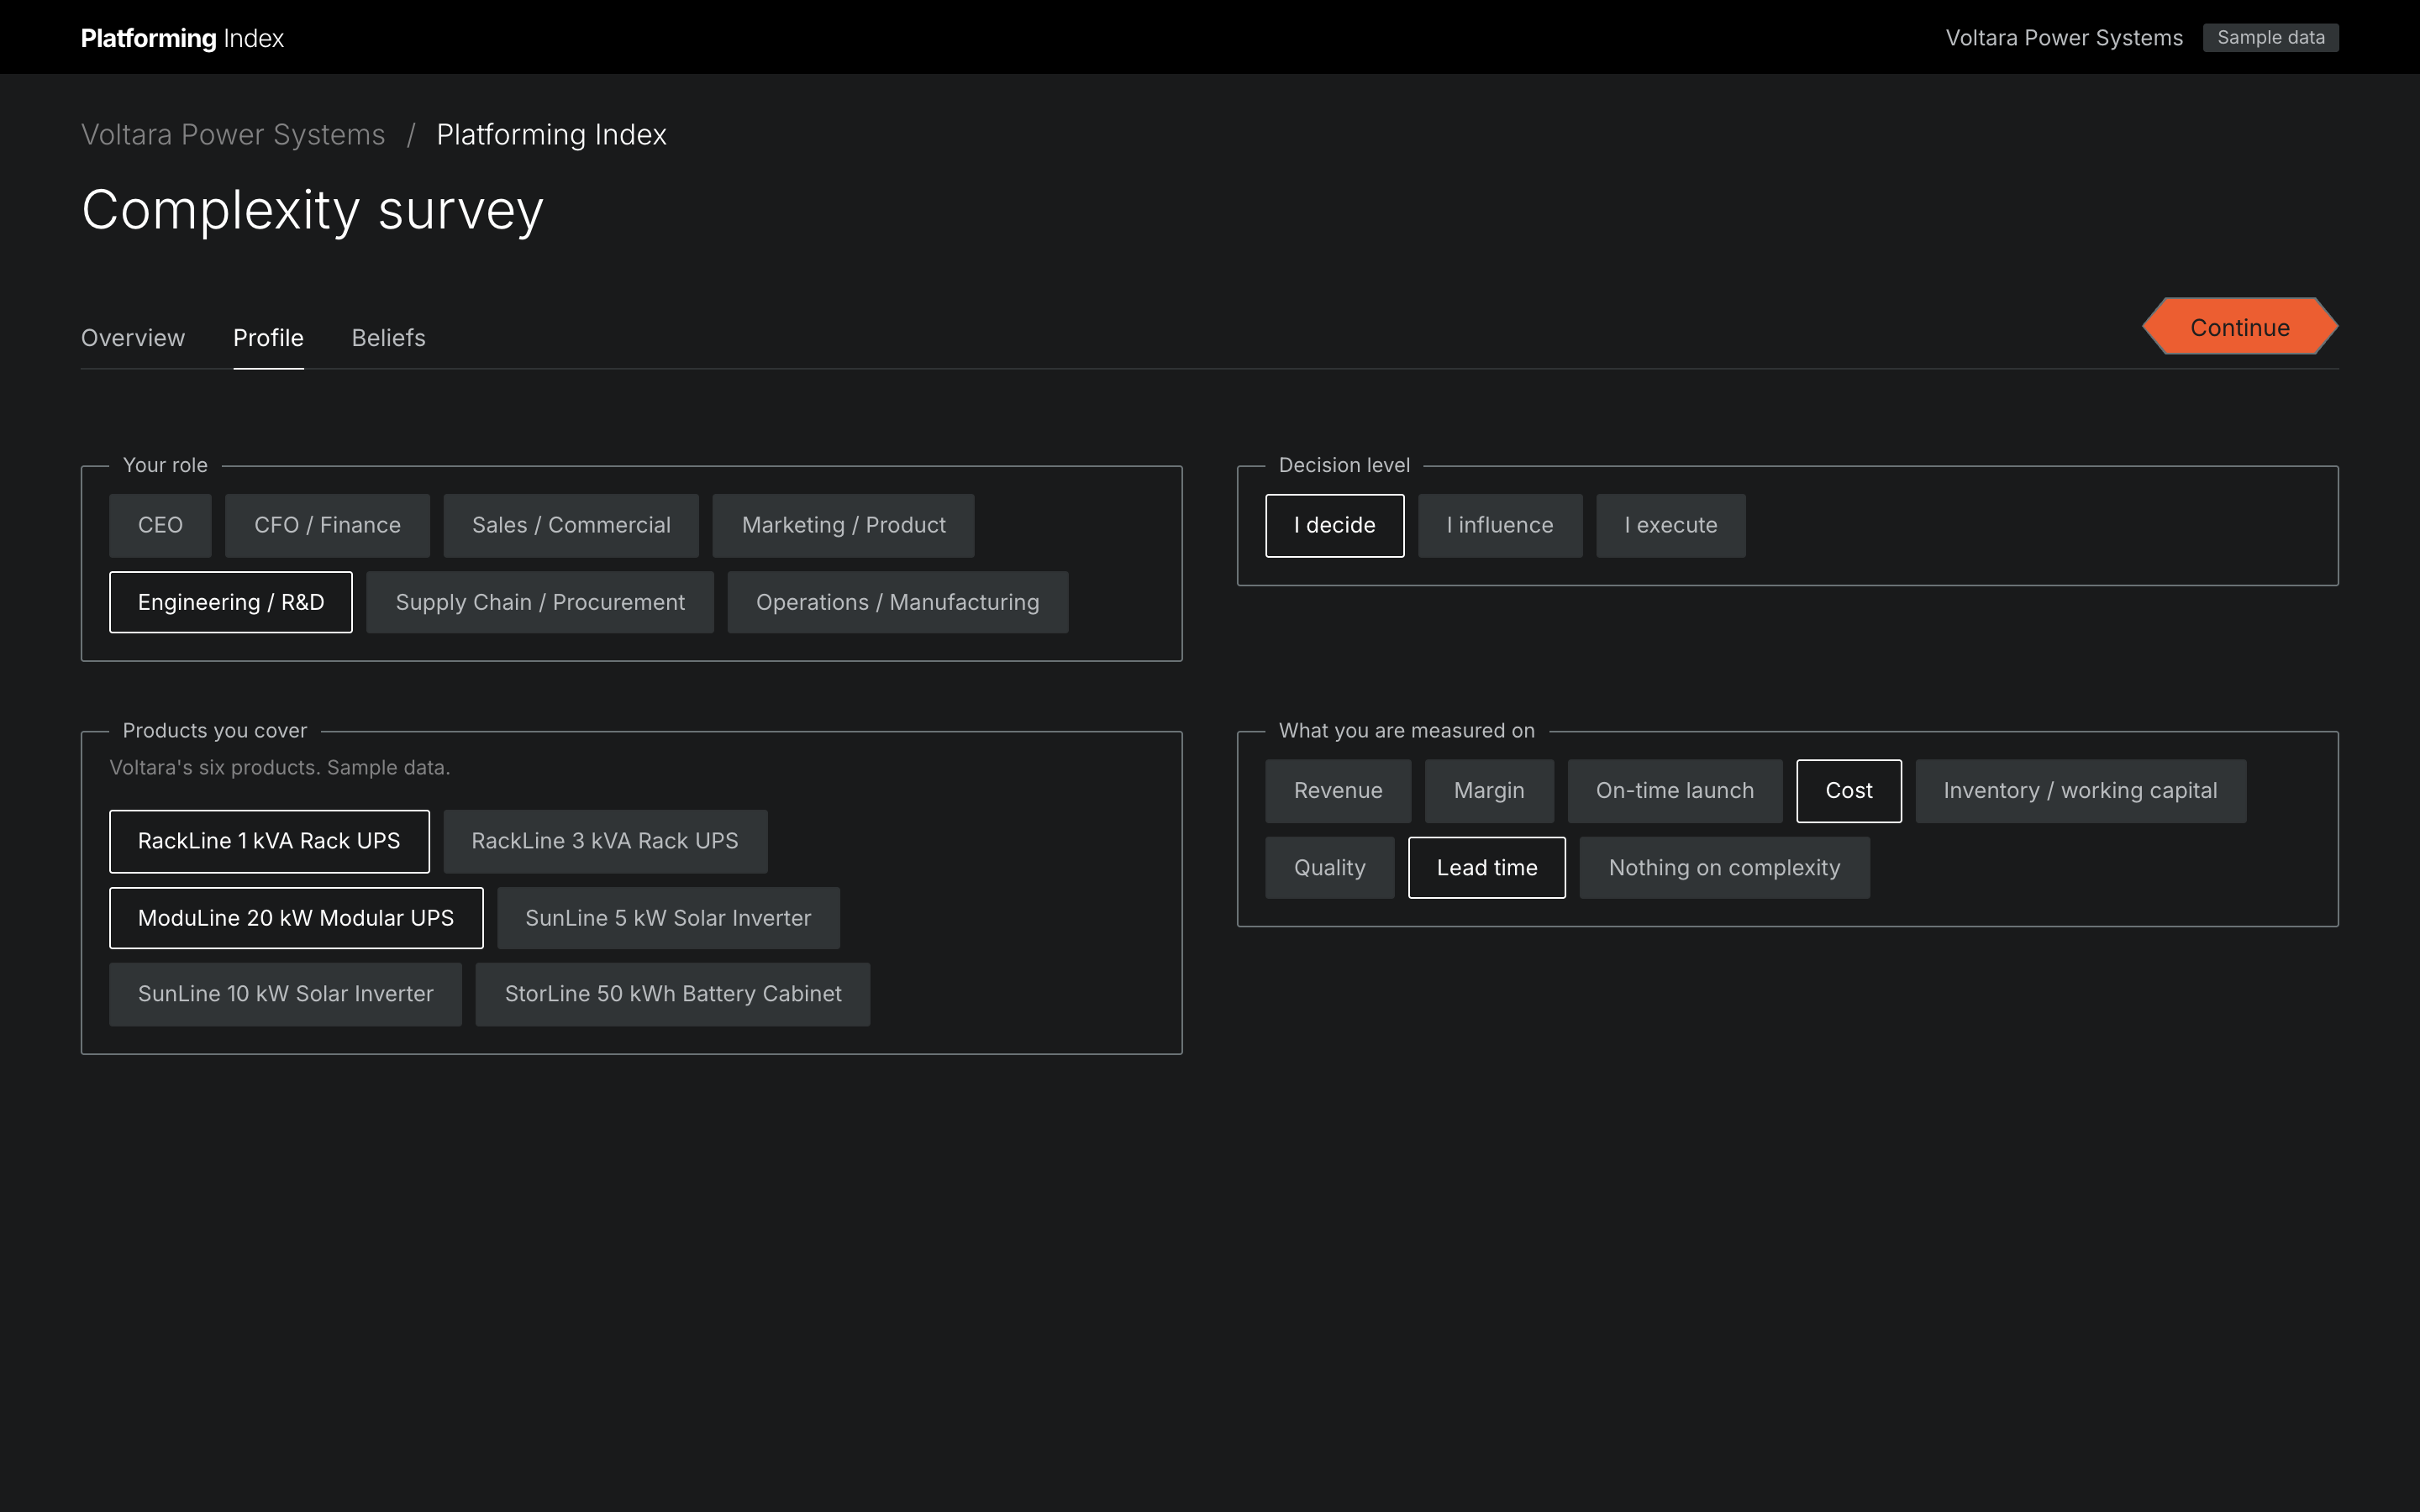 Platforming Index
Voltara Power Systems Sample data
Voltara Power Systems / Platforming Index
Complexity survey
Overview Profile Beliefs
Continue
Your role
CEO CFO / Finance Sales / Commercial Marketing / Product
Engineering / R&D Supply Chain / Procurement Operations / Manufacturing
Decision level
I decide I influence I execute
Products you cover
Voltara's six products. Sample data.
RackLine 1 kVA Rack UPS RackLine 3 kVA Rack UPS
ModuLine 20 kW Modular UPS SunLine 5 kW Solar Inverter
SunLine 10 kW Solar Inverter StorLine 50 kWh Battery Cabinet
What you are measured on
Revenue Margin On-time launch Cost Inventory / working capital
Quality Lead time Nothing on complexity